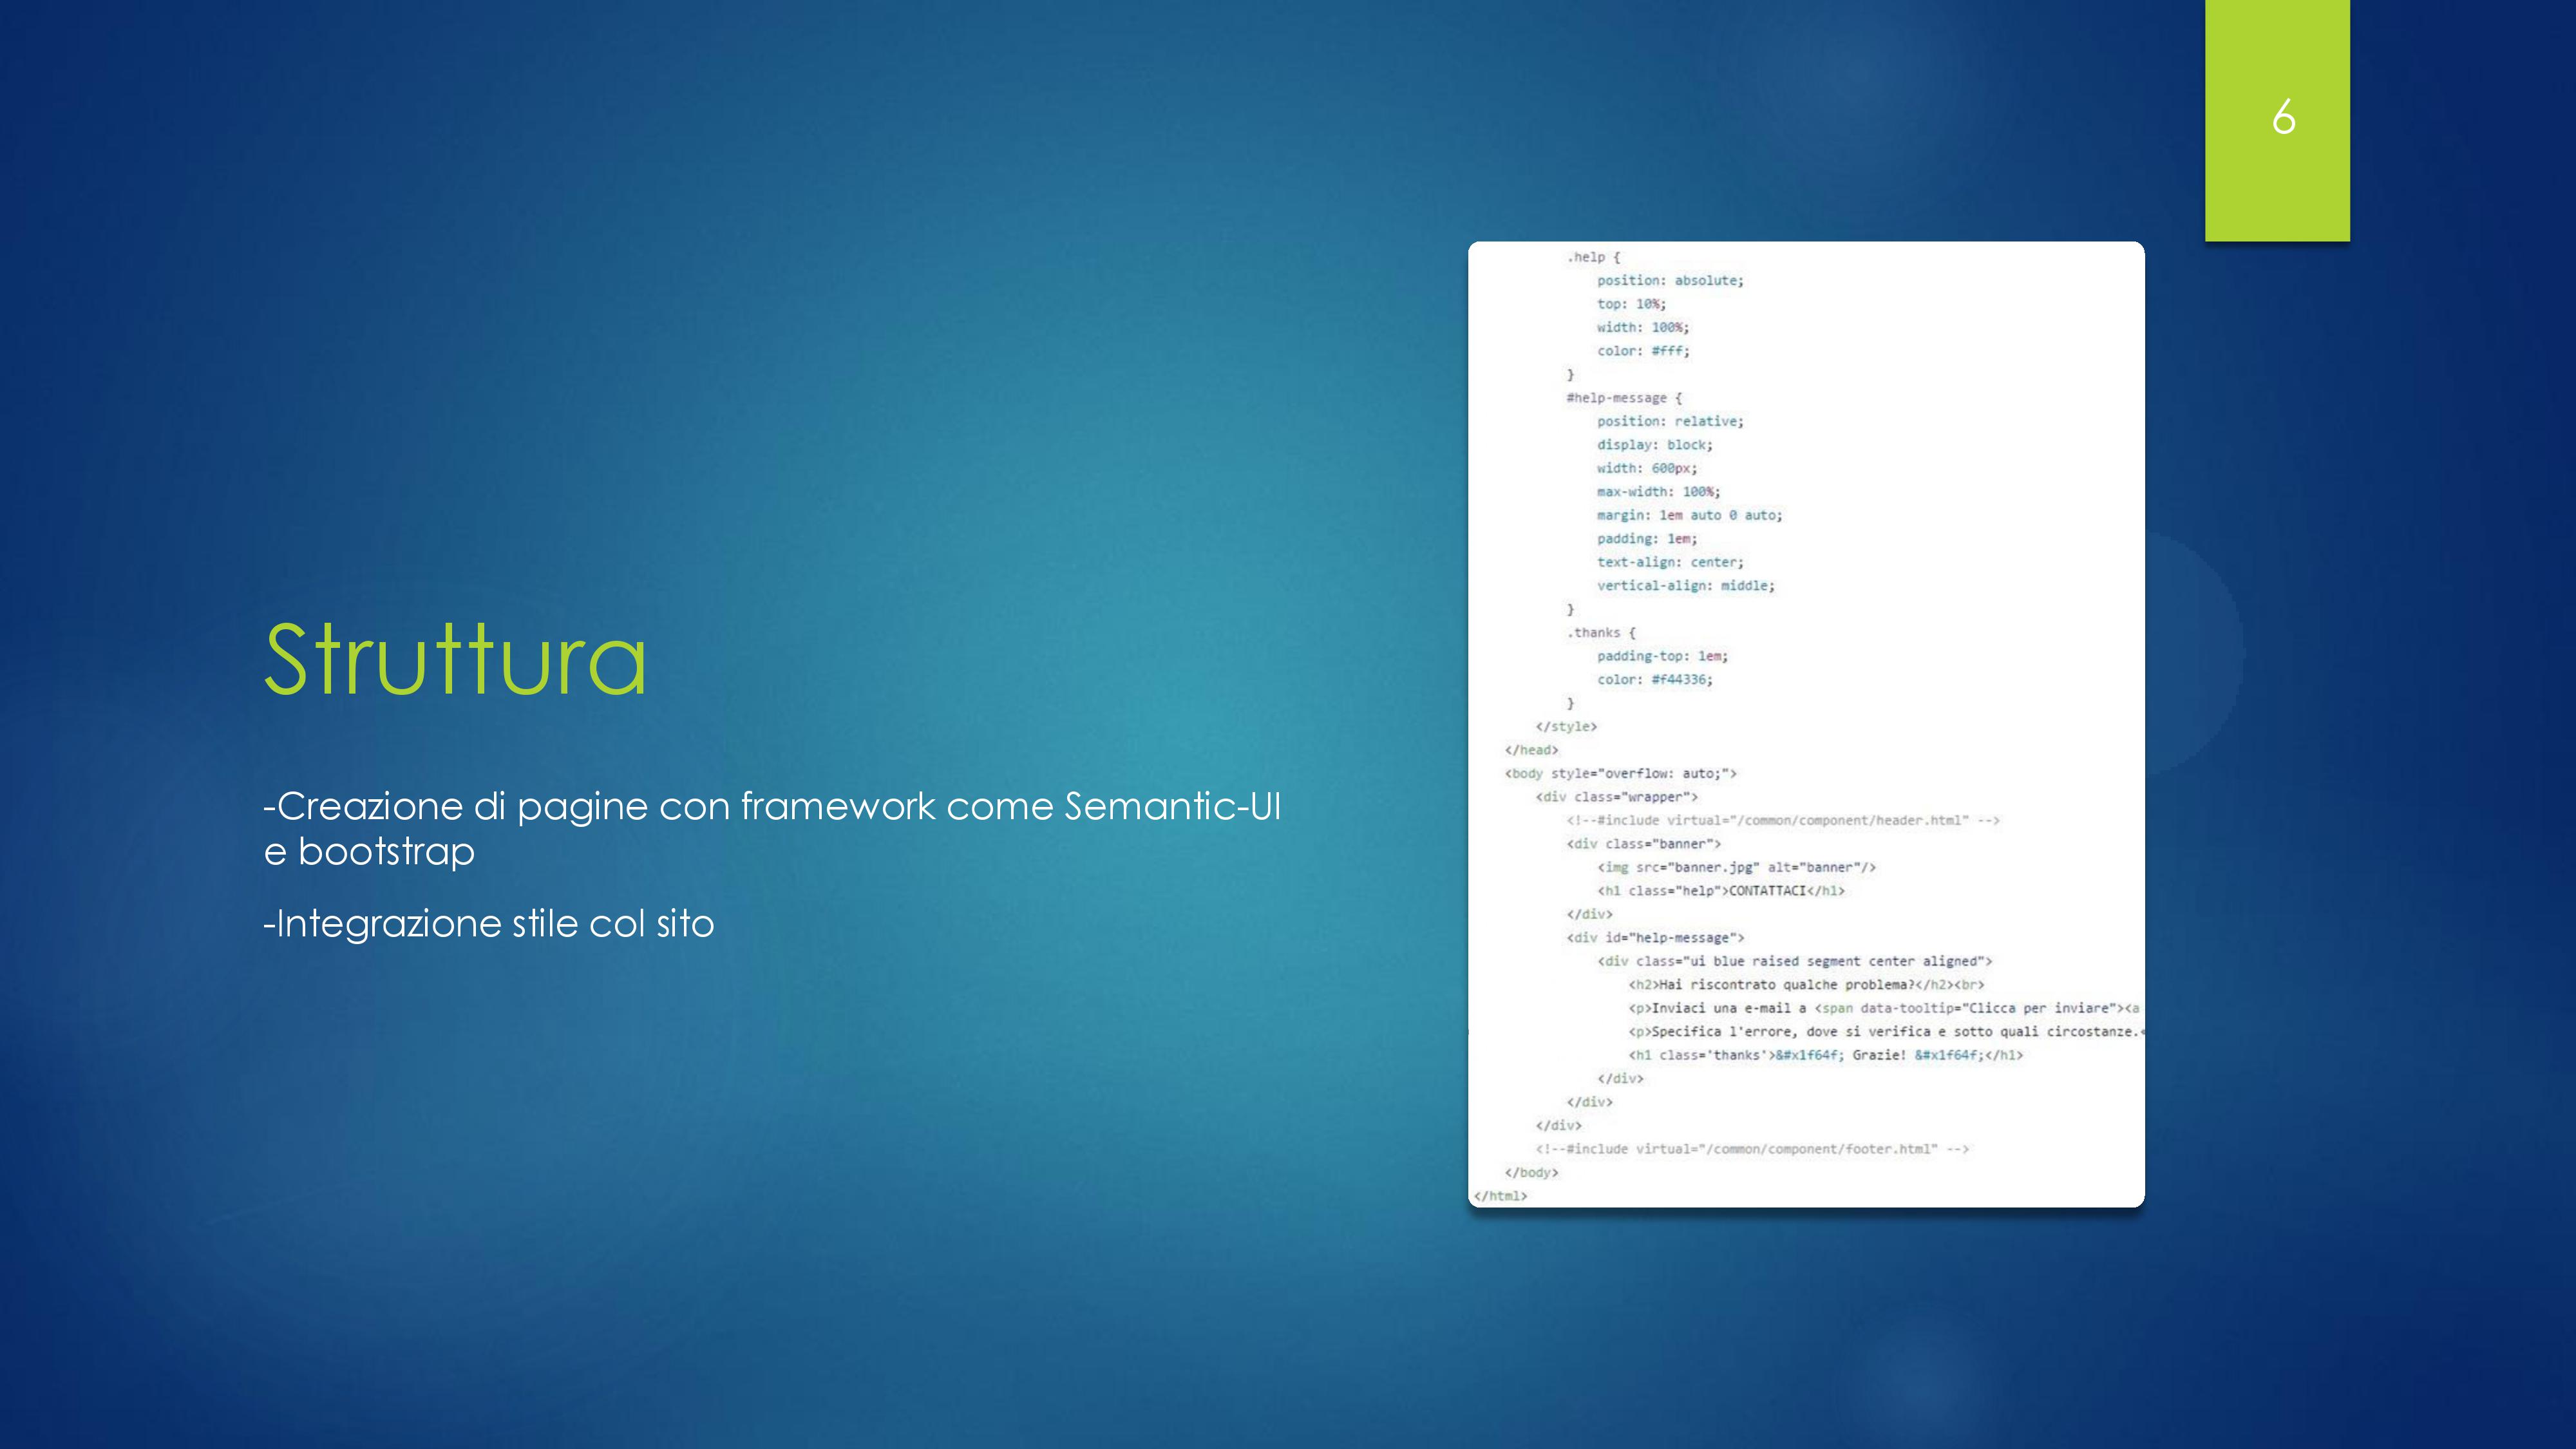 6
Struttura
-Creazione di pagine con framework come Semantic-UI
e bootstrap
-Integrazione stile col sito
.help {
position: absolute;
top: 10%;
width: 100%;
color: #fff;
}
#help-message {
position: relative;
display: block;
width: 600px;
max-width: 100%;
margin: 1em auto 0 auto;
padding: 1em;
text-align: center;
vertical-align: middle;
}
.thanks {
padding-top: 1em;
color: #f44336;
}
</style>
</head>
<body style="overflow: auto;">
<div class="wrapper">
<!--#include virtual="/common/component/header.html" -->
<div class="banner">
<img src="banner.jpg" alt="banner"/>
<h1 class="help">CONTATTACI</h1>
</div>
<div id="help-message">
<div class="ui blue raised segment center aligned">
<h2>Hai riscontrato qualche problema?</h2><br>
<p>Inviaci una e-mail a <span data-tooltip="Clicca per inviare"><a
<p>Specifica l'errore, dove si verifica e sotto quali circostanze.<
<h1 class='thanks'>&#x1f64f; Grazie! &#x1f64f;</h1>
</div>
</div>
</div>
<!--#include virtual="/common/component/footer.html" -->
</body>
</html>